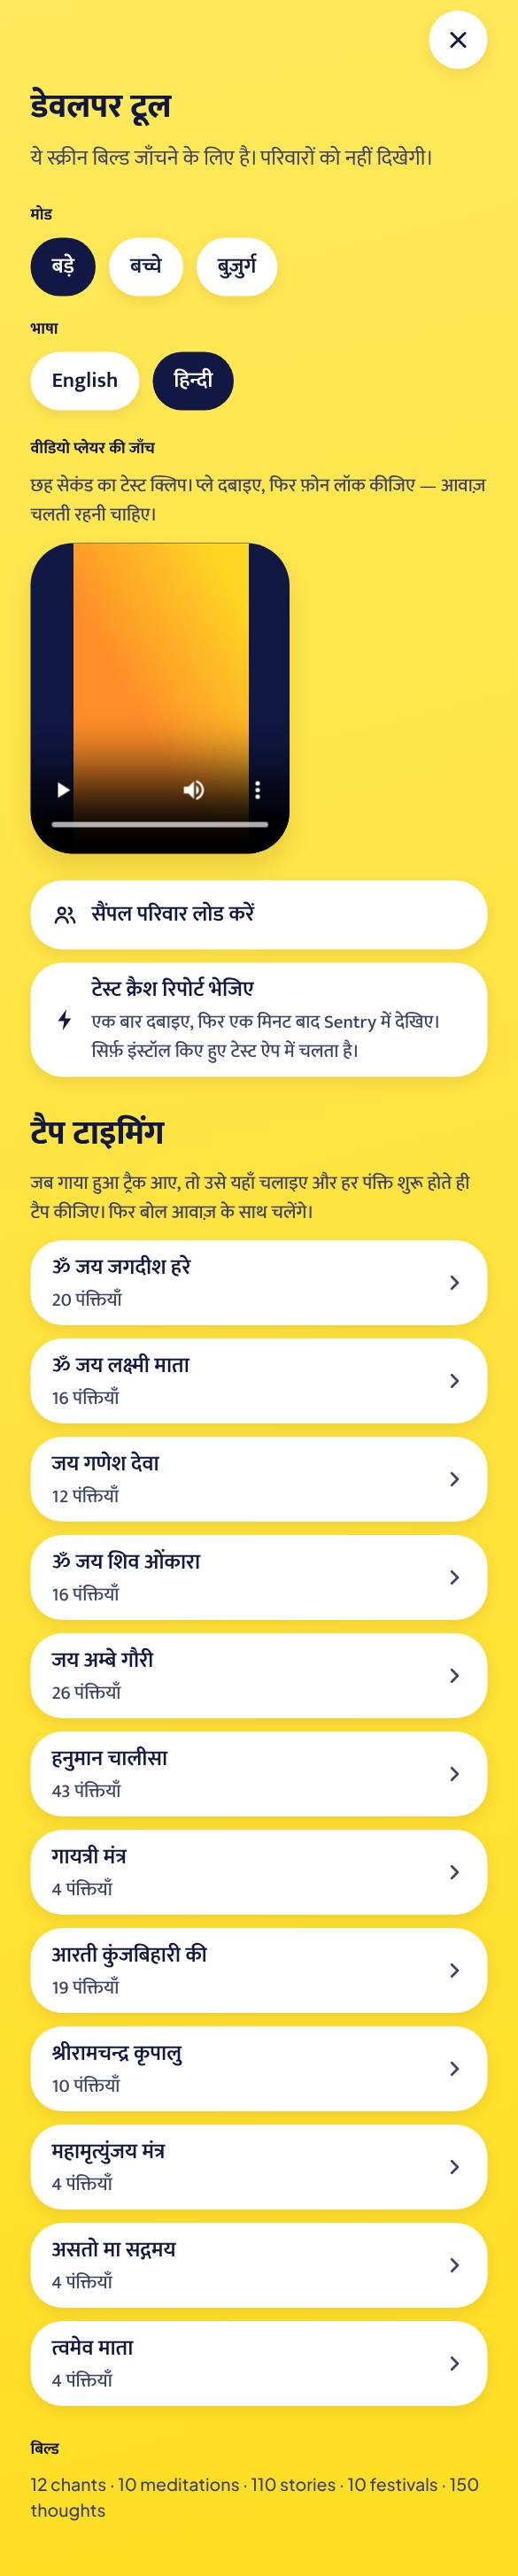 डेवलपर टूल
ये स्क्रीन बिल्ड जाँचने के लिए है। परिवारों को नहीं दिखेगी।
मोड
बड़े
बच्चे
बुज़ुर्ग
भाषा
English
हिन्दी
वीडियो प्लेयर की जाँच
छह सेकंड का टेस्ट क्लिप। प्ले दबाइए, फिर फ़ोन लॉक कीजिए — आवाज़
चलती रहनी चाहिए।
सैंपल परिवार लोड करें
टेस्ट क्रैश रिपोर्ट भेजिए
एक बार दबाइए, फिर एक मिनट बाद Sentry में देखिए।
सिर्फ़ इंस्टॉल किए हुए टेस्ट ऐप में चलता है।
टैप टाइमिंग
जब गाया हुआ ट्रैक आए, तो उसे यहाँ चलाइए और हर पंक्ति शुरू होते ही
टैप कीजिए। फिर बोल आवाज़ के साथ चलेंगे।
ॐ जय जगदीश हरे
20 पंक्तियाँ
ॐ जय लक्ष्मी माता
16 पंक्तियाँ
जय गणेश देवा
12 पंक्तियाँ
ॐ जय शिव ओंकारा
16 पंक्तियाँ
जय अम्बे गौरी
26 पंक्तियाँ
हनुमान चालीसा
43 पंक्तियाँ
गायत्री मंत्र
4 पंक्तियाँ
आरती कुंजबिहारी की
19 पंक्तियाँ
श्रीरामचन्द्र कृपालु
10 पंक्तियाँ
महामृत्युंजय मंत्र
4 पंक्तियाँ
असतो मा सद्गमय
4 पंक्तियाँ
त्वमेव माता
4 पंक्तियाँ
बिल्ड
12 chants · 10 meditations · 110 stories · 10 festivals · 150
thoughts